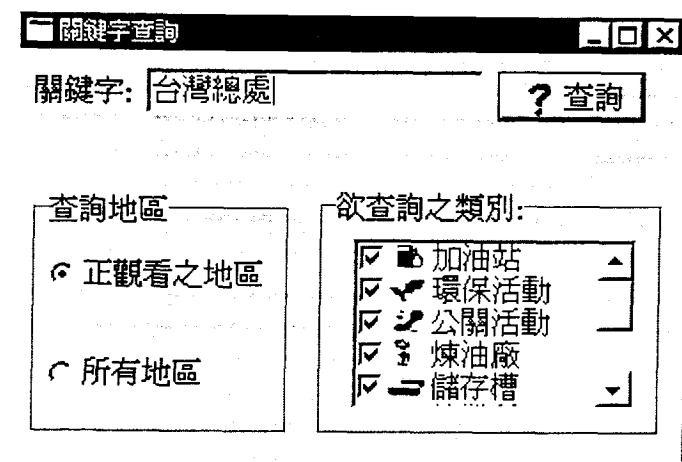 關鍵字查詢
關鍵字: 台灣總處 ? 查詢
查詢地區
正觀看之地區
所有地區
欲查詢之類別:
加油站
環保活動
公關活動
煉油廠
儲存槽